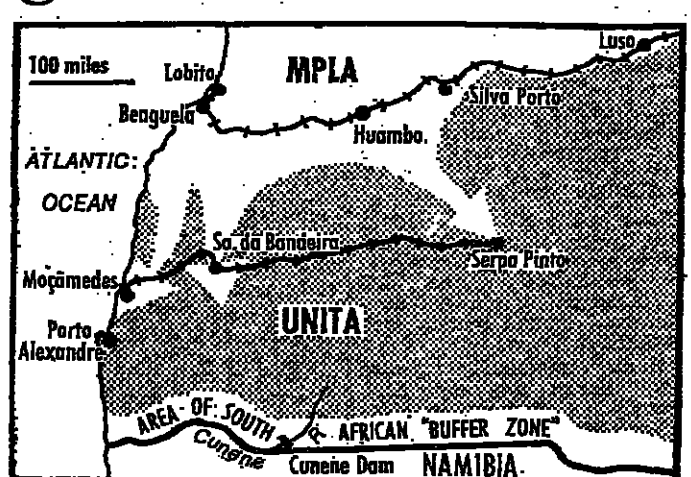 100 miles
Lobito
MPLA
Luso
Benguela
Silva Porto
Huambo.
ATLANTIC
OCEAN
Sa. da Bandeira
Serpa Pinto
Moçâmedes
UNITA
Porto
Alexandre
AREA OF SOUTH AFRICAN "BUFFER ZONE"
Cunene R.
Cunene Dam
NAMIBIA